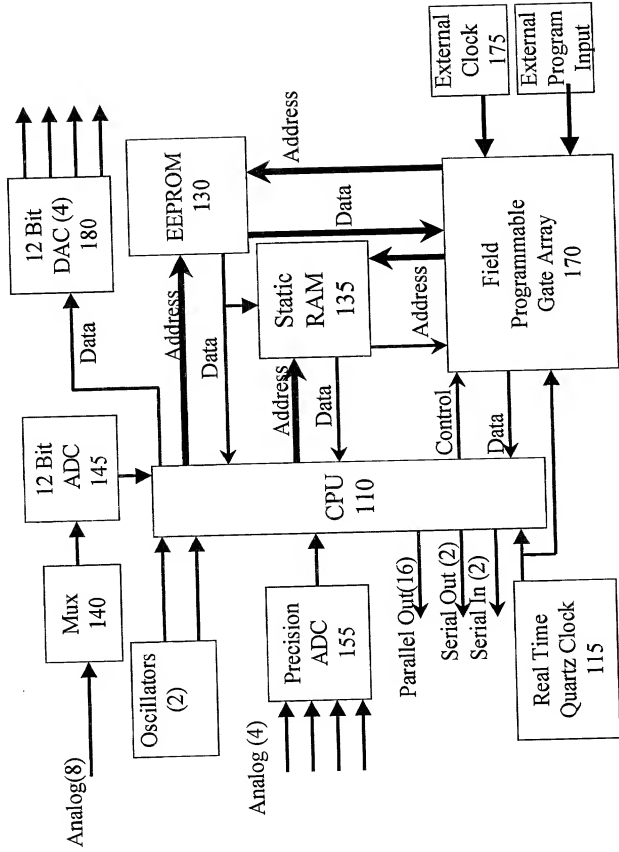 Analog(8)
Mux
140
12 Bit
ADC
145
Data
12 Bit
DAC (4)
180
Oscillators
(2)
Address
Data
EEPROM
130
Analog (4)
Precision
ADC
155
CPU
110
Address
Data
Static
RAM
135
Data
Address
Address
Parallel Out(16)
Serial Out (2)
Serial In (2)
Control
Data
Field
Programmable
Gate Array
170
Real Time
Quartz Clock
115
External
Clock
175
External
Program
Input